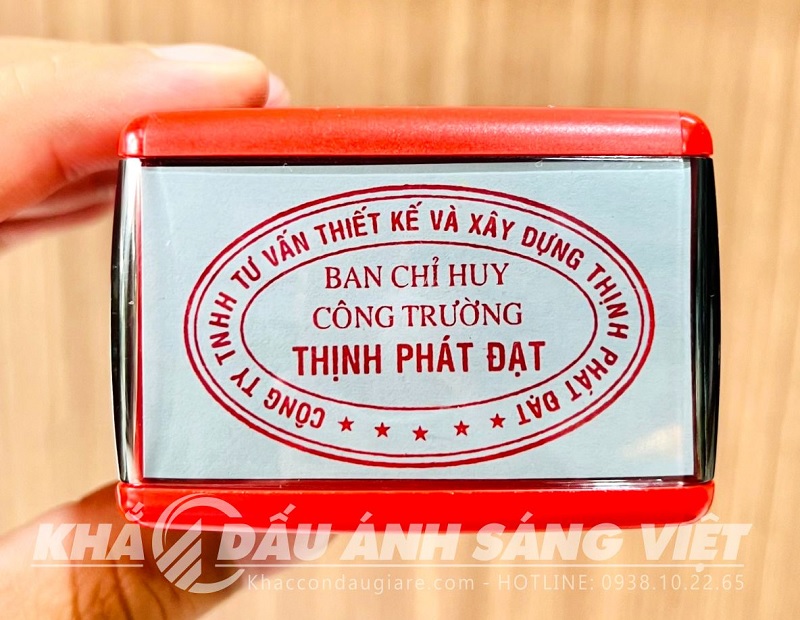 CÔNG TY TNHH TƯ VẤN THIẾT KẾ VÀ XÂY DỰNG THỊNH PHÁT ĐẠT
BAN CHỈ HUY
CÔNG TRƯỜNG
THỊNH PHÁT ĐẠT
KHẮC DẤU ÁNH SÁNG VIỆT
Khaccondaugiare.com - HOTLINE: 0938.10.22.65